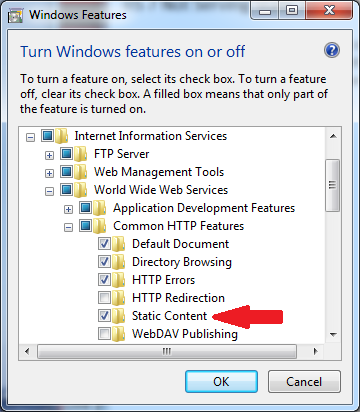 Windows Features
Turn Windows features on or off
To turn a feature on, select its check box. To turn a feature
off, clear its check box. A filled box means that only part of
the feature is turned on.
Internet Information Services
FTP Server
Web Management Tools
World Wide Web Services
Application Development Features
Common HTTP Features
Default Document
Directory Browsing
HTTP Errors
HTTP Redirection
Static Content
WebDAV Publishing
OK
Cancel